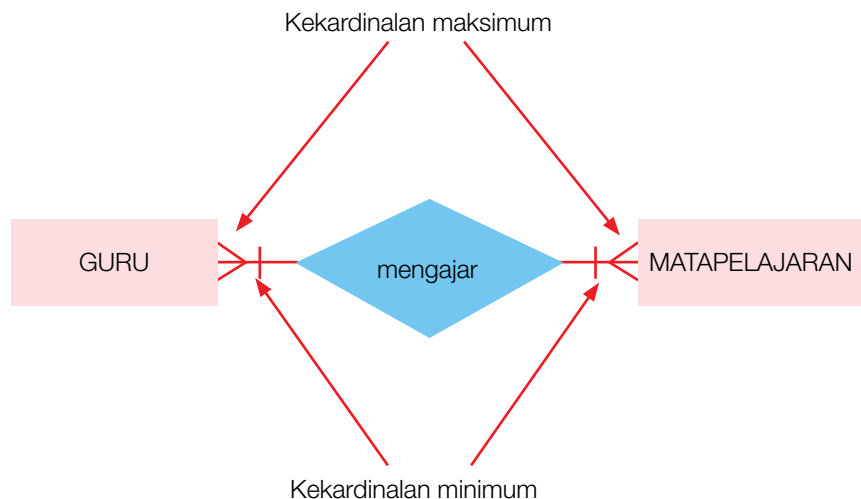 Kekardinalan maksimum
GURU
mengajar
MATAPELAJARAN
Kekardinalan minimum